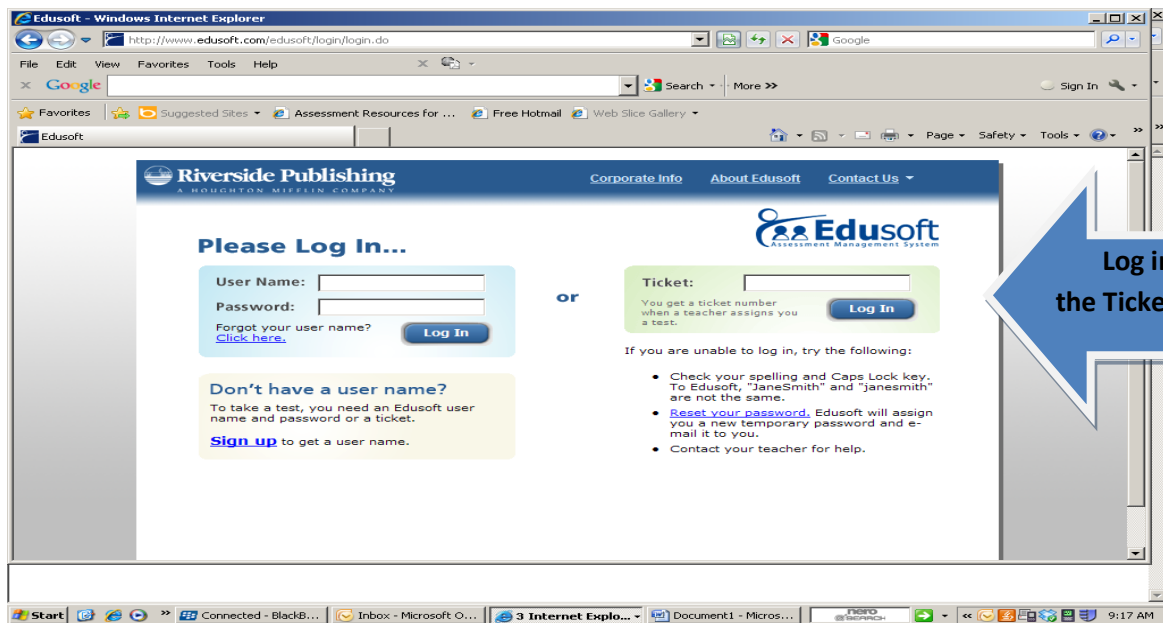 Edusoft - Windows Internet Explorer
http://www.edusoft.com/edusoft/login/login.do
Google
File Edit View Favorites Tools Help
Google Search More >> Sign In
Favorites Suggested Sites Assessment Resources for ... Free Hotmail Web Slice Gallery
Edusoft
Page Safety Tools
Riverside Publishing
A HOUGHTON MIFFLIN COMPANY
Corporate Info About Edusoft Contact Us
Edusoft
Assessment Management System
Please Log In...
User Name:
Password:
Forgot your user name?
Click here.
Log In
or
Ticket:
You get a ticket number
when a teacher assigns you
a test.
Log In
Don't have a user name?
To take a test, you need an Edusoft user
name and password or a ticket.
Sign up to get a user name.
If you are unable to log in, try the following:
• Check your spelling and Caps Lock key.
To Edusoft, "JaneSmith" and "janesmith"
are not the same.
• Reset your password. Edusoft will assign
you a new temporary password and e-
mail it to you.
• Contact your teacher for help.
Log in
the Ticke
Start Connected - BlackB... Inbox - Microsoft O... 3 Internet Explo... Document1 - Micros... nero SEARCH 9:17 AM